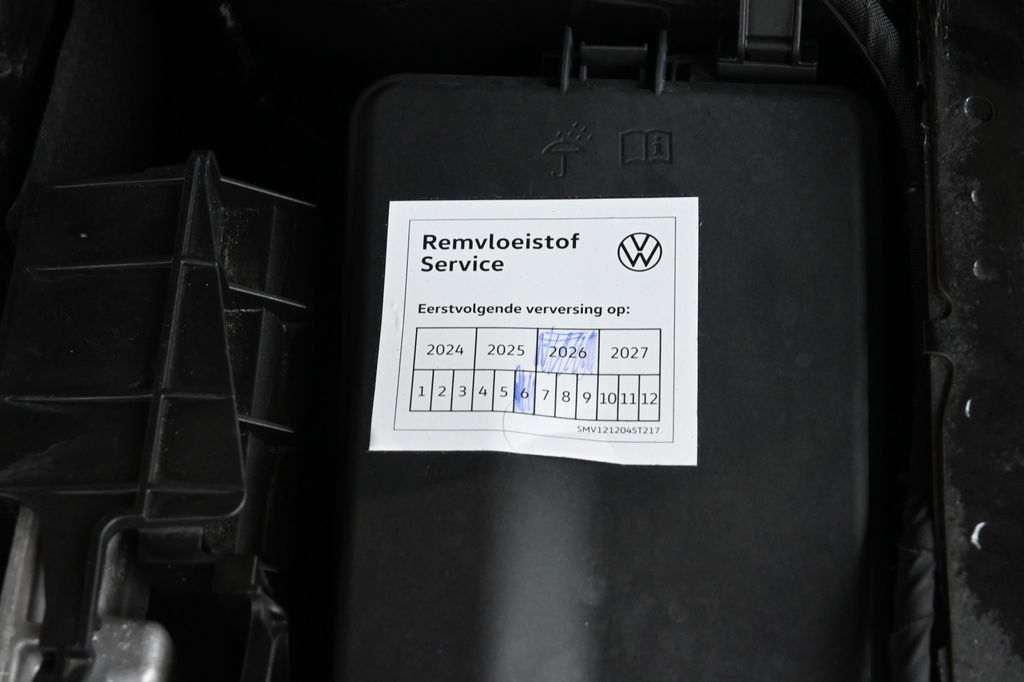 Remvloeistof
Service
Eerstvolgende verversing op:
2024 2025 2026 2027
1 2 3 4 5 6 7 8 9 10 11 12
SMV121204ST217